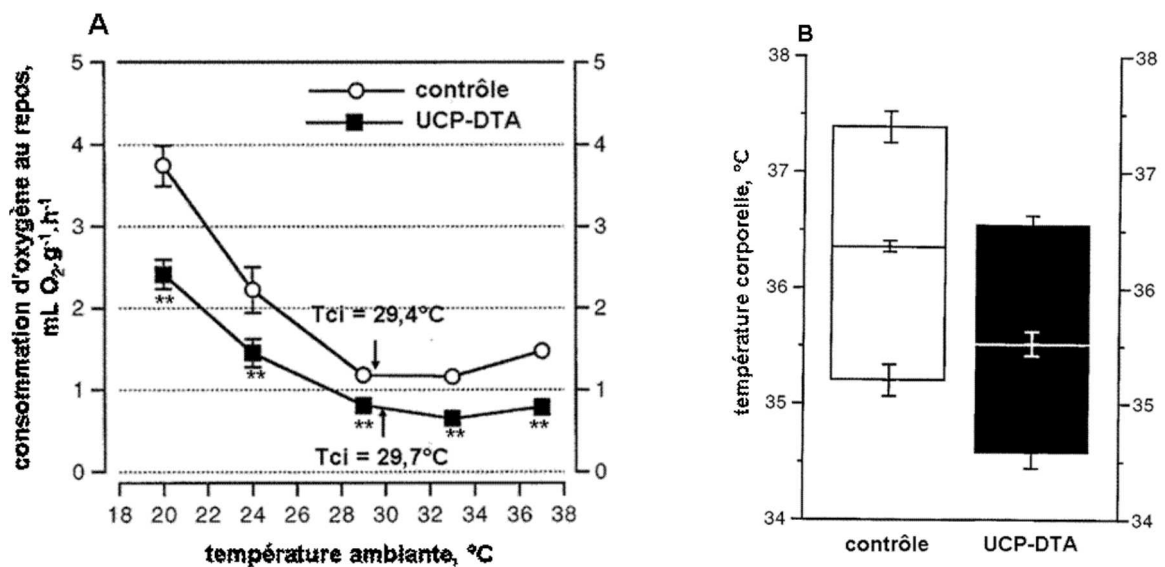 A
consommation d'oxygène au repos,
mL O₂.g⁻¹.h⁻¹
5
4
3
2
1
0
contrôle
UCP-DTA
Tci = 29,4°C
Tci = 29,7°C
**
**
**
**
**
5
4
3
2
1
0
18 20 22 24 26 28 30 32 34 36 38
température ambiante, °C
B
température corporelle, °C
38
37
36
35
34
38
37
36
35
34
contrôle
UCP-DTA